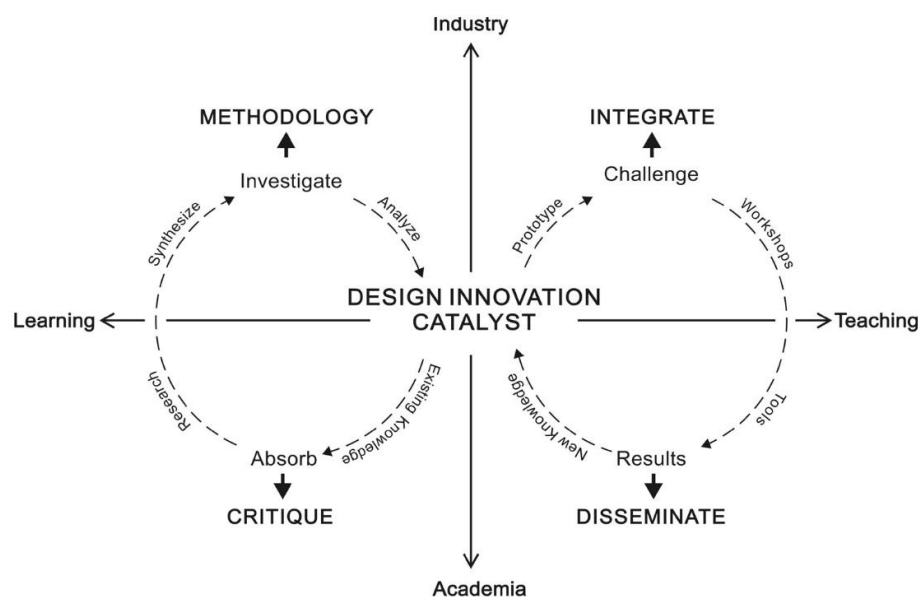 Industry
METHODOLOGY
INTEGRATE
Investigate
Challenge
Synthesize
Analyze
Prototype
Workshops
DESIGN INNOVATION
CATALYST
Learning
Teaching
Research
Existing Knowledge
New Knowledge
Tools
Absorb
Results
CRITIQUE
DISSEMINATE
Academia